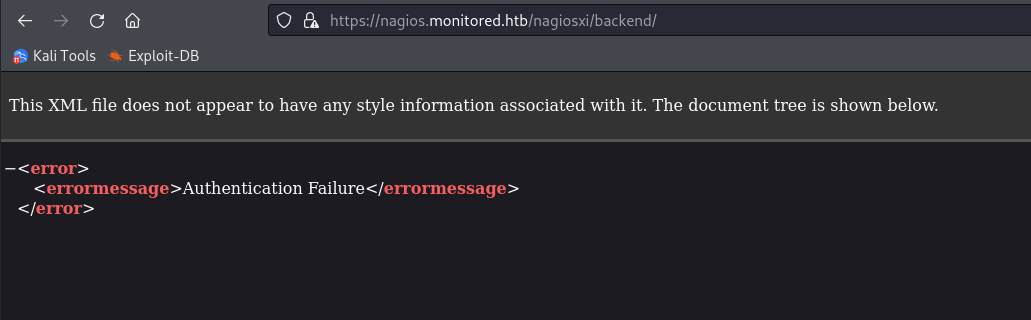 https://nagios.monitored.htb/nagiosxi/backend/
Kali Tools Exploit-DB
This XML file does not appear to have any style information associated with it. The document tree is shown below.
−<error>
<errormessage>Authentication Failure</errormessage>
</error>